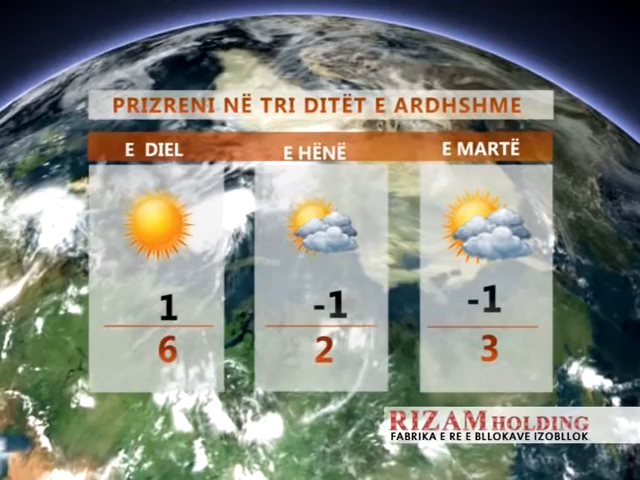 PRIZRENI NË TRI DITËT E ARDHSHME
E DIEL E HËNË E MARTË
1 -1 -1
6 2 3
RIZAM HOLDING
FABRIKA E RE E BLLOKAVE IZOBLLOK